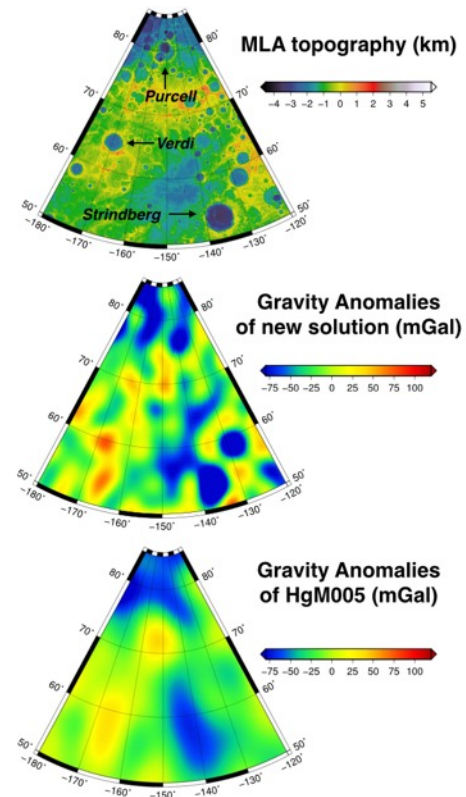 MLA topography (km)
-4 -3 -2 -1 0 1 2 3 4 5
80° 80°
Purcell
70° 70°
Verdi
60° 60°
Strindberg
50° 50°
-180° -170° -160° -150° -140° -130° -120°
Gravity Anomalies
of new solution (mGal)
-75 -50 -25 0 25 50 75 100
80° 80°
70° 70°
60° 60°
50° 50°
-180° -170° -160° -150° -140° -130° -120°
Gravity Anomalies
of HgM005 (mGal)
-75 -50 -25 0 25 50 75 100
80° 80°
70° 70°
60° 60°
50° 50°
-180° -170° -160° -150° -140° -130° -120°